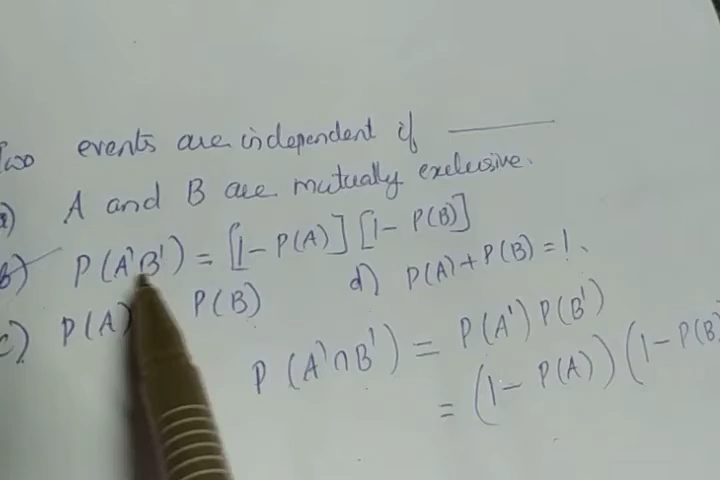 Two events are independent if ______
a) A and B are mutually exclusive.
b) P(A'B') = [1 - P(A)] [1 - P(B)]
c) P(A) P(B) d) P(A) + P(B) = 1.
P (A' ∩ B') = P(A') P(B')
= (1 - P(A)) (1 - P(B)